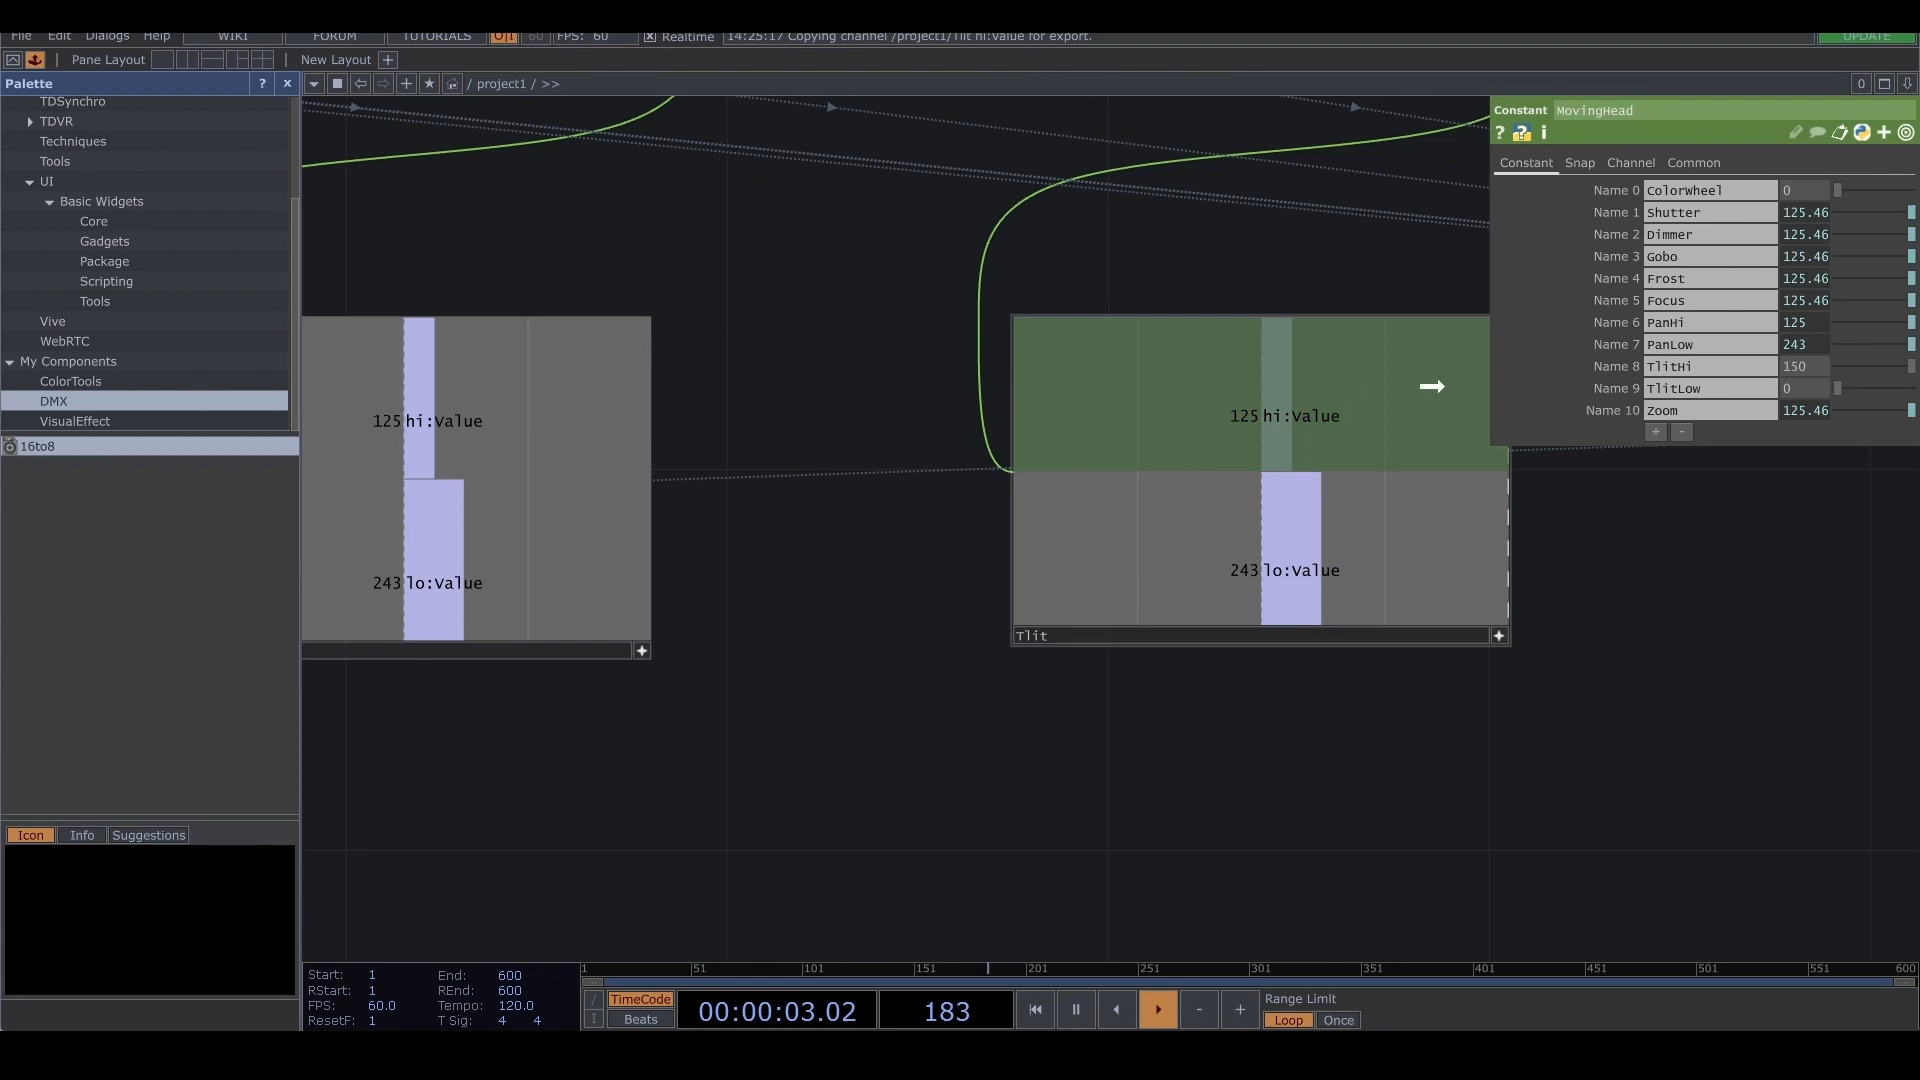 File Edit Dialogs Help WIKI FORUM TUTORIALS O|I 60 FPS: 60 Realtime 14:25:17 Copying channel /project1/Tlit hi:Value for export. UPDATE
Pane Layout New Layout +
Palette ? x / project1 / >> 0
TDSynchro
TDVR
Techniques
Tools
UI
Basic Widgets
Core
Gadgets
Package
Scripting
Tools
Vive
WebRTC
My Components
ColorTools
DMX
VisualEffect
16to8
Icon Info Suggestions
125 hi:Value
243 lo:Value
125 hi:Value
243 lo:Value
Tlit
Constant MovingHead
? ? i
Constant Snap Channel Common
Name 0 ColorWheel 0
Name 1 Shutter 125.46
Name 2 Dimmer 125.46
Name 3 Gobo 125.46
Name 4 Frost 125.46
Name 5 Focus 125.46
Name 6 PanHi 125
Name 7 PanLow 243
Name 8 TlitHi 150
Name 9 TlitLow 0
Name 10 Zoom 125.46
+ -
Start: 1 End: 600
RStart: 1 REnd: 600
FPS: 60.0 Tempo: 120.0
ResetF: 1 T Sig: 4 4
1 51 101 151 201 251 301 351 401 451 501 551 600
/ TimeCode 00:00:03.02 183 - + Range Limit
I Beats Loop Once